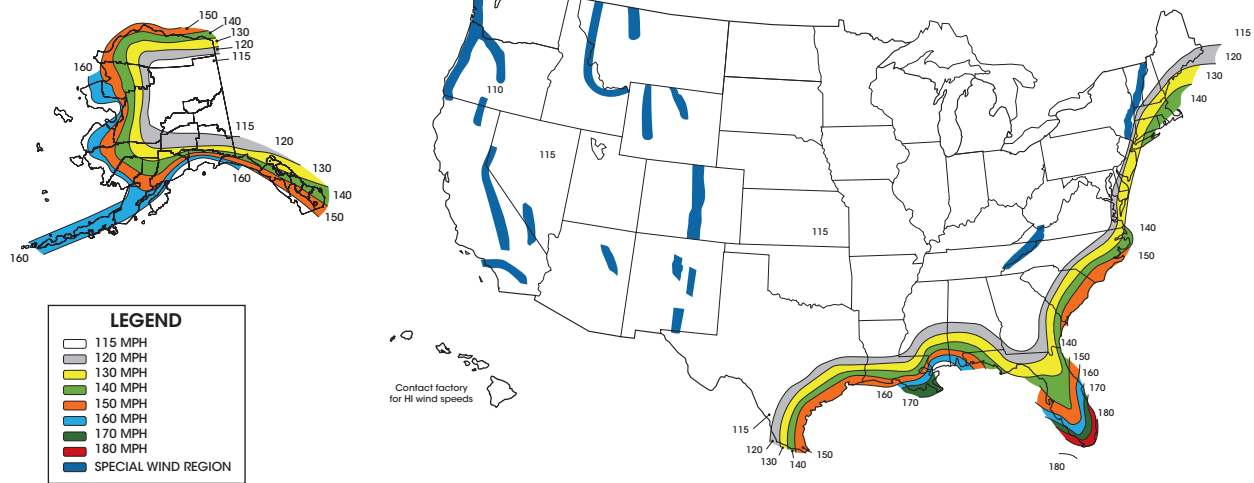 150
140
130
120
115
160
115
120
130
140
150
160
160
LEGEND
115 MPH
120 MPH
130 MPH
140 MPH
150 MPH
160 MPH
170 MPH
180 MPH
SPECIAL WIND REGION
Contact factory
for HI wind speeds
110
115
115
115
120
130
140
140
150
140
150
160
170
180
180
160
170
115
120
130
140
150